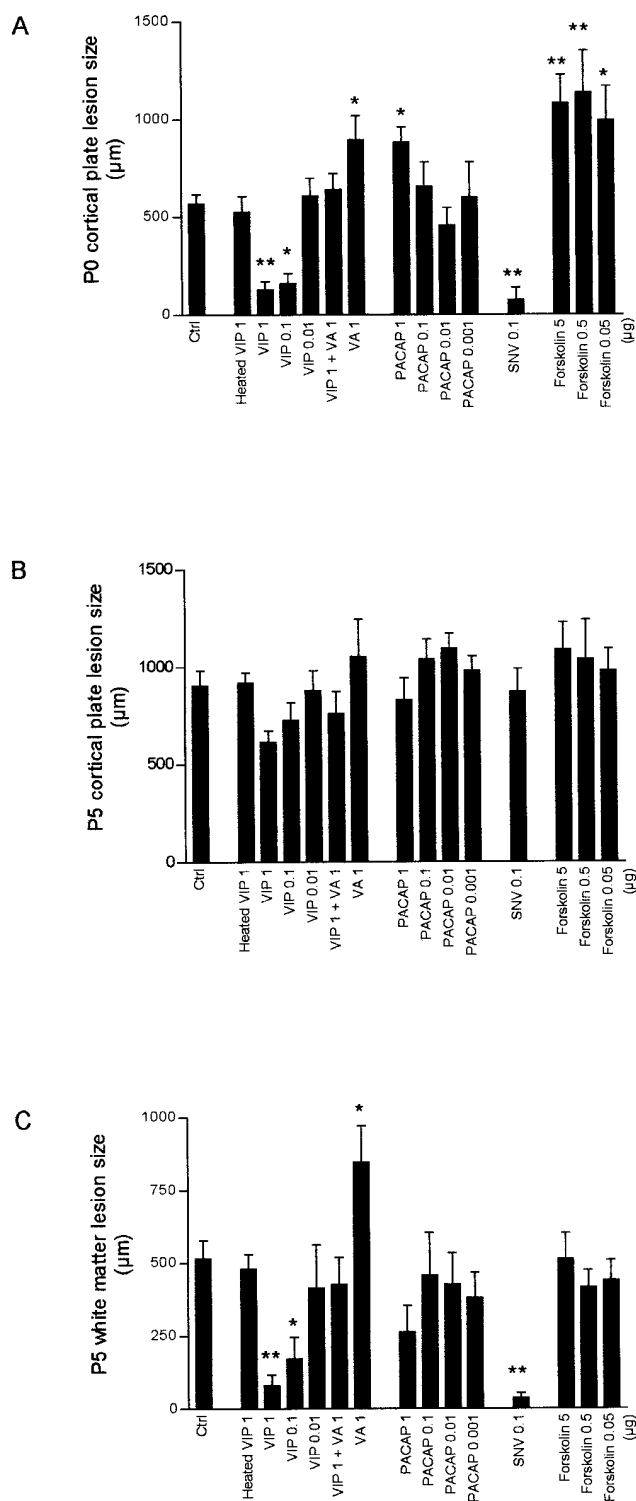 A
P0 cortical plate lesion size
(µm)
1500
1000
500
0
** * * * ** ** ** *
Ctrl
Heated VIP 1
VIP 1
VIP 0.1
VIP 0.01
VIP 1 + VA 1
VA 1
PACAP 1
PACAP 0.1
PACAP 0.01
PACAP 0.001
SNV 0.1
Forskolin 5
Forskolin 0.5
Forskolin 0.05
(µg)
B
P5 cortical plate lesion size
(µm)
1500
1000
500
0
Ctrl
Heated VIP 1
VIP 1
VIP 0.1
VIP 0.01
VIP 1 + VA 1
VA 1
PACAP 1
PACAP 0.1
PACAP 0.01
PACAP 0.001
SNV 0.1
Forskolin 5
Forskolin 0.5
Forskolin 0.05
(µg)
C
P5 white matter lesion size
(µm)
1000
750
500
250
0
** * * **
Ctrl
Heated VIP 1
VIP 1
VIP 0.1
VIP 0.01
VIP 1 + VA 1
VA 1
PACAP 1
PACAP 0.1
PACAP 0.01
PACAP 0.001
SNV 0.1
Forskolin 5
Forskolin 0.5
Forskolin 0.05
(µg)